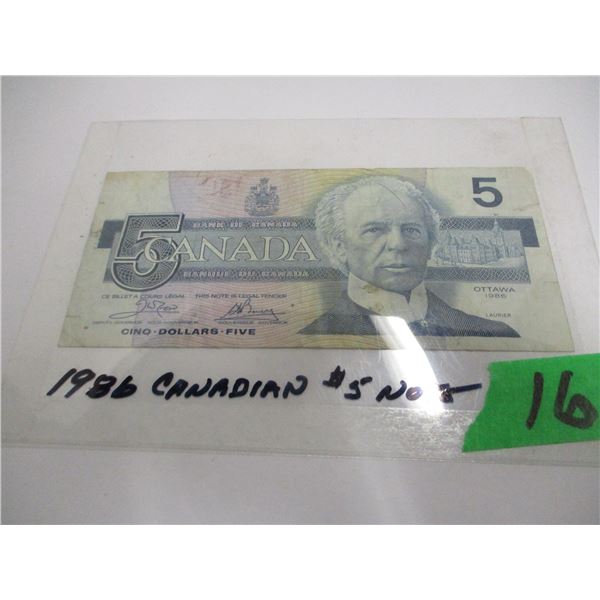 5
BANK OF CANADA
5 CANADA
BANQUE DU CANADA
CE BILLET A COURS LÉGAL THIS NOTE IS LEGAL TENDER
OTTAWA
1986
LAURIER
CINQ·DOLLARS·FIVE
1986 CANADIAN $5 NOTE
16